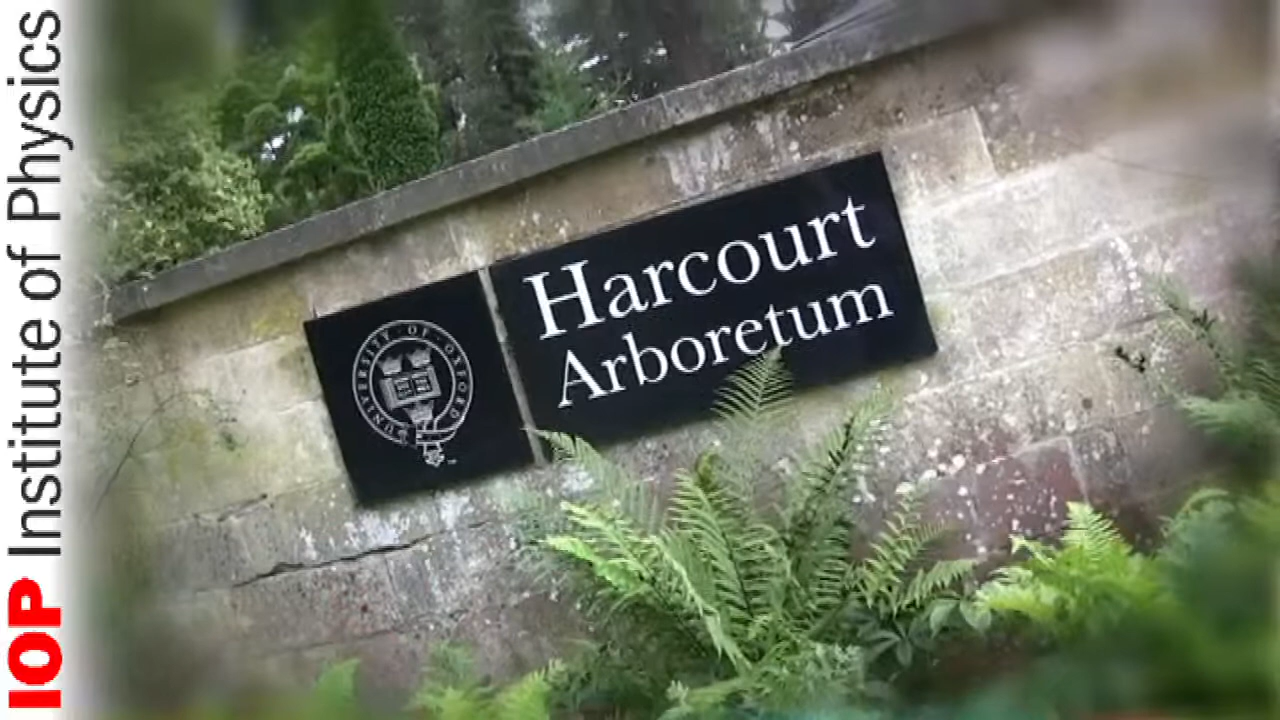 IOP Institute of Physics
Harcourt
Arboretum
UNIVERSITY OF OXFORD